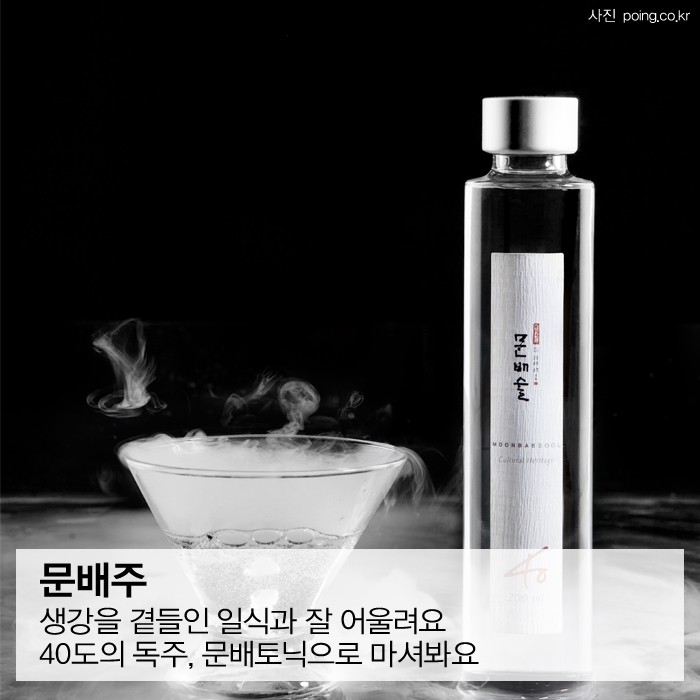 사진 poing.co.kr
문배술
MOONBAESOOL
Cultural Heritage
40
문배주
생강을 곁들인 일식과 잘 어울려요
40도의 독주, 문배토닉으로 마셔봐요